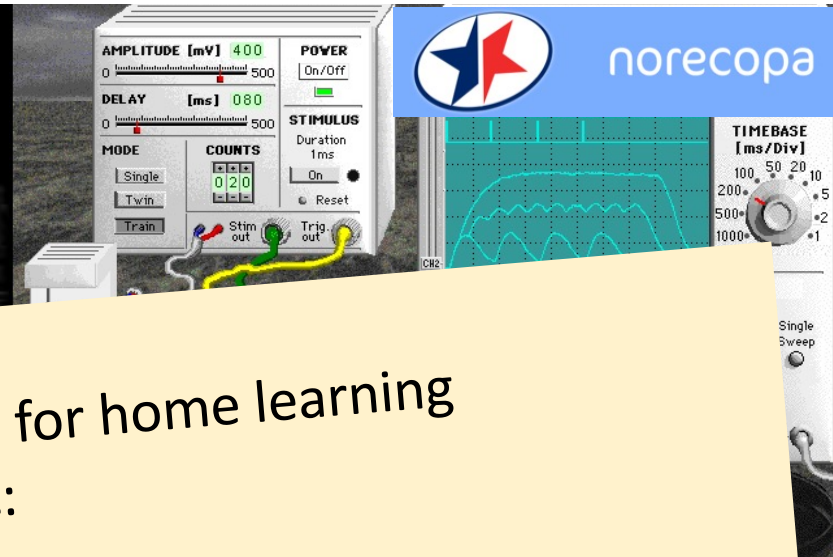 norecopa
AMPLITUDE [mV] 400
0 500
DELAY [ms] 080
0 500
MODE
Single
Twin
Train
COUNTS
+ + +
0 2 0
- - -
POWER
On/Off
STIMULUS
Duration
1ms
On
Reset
Stim out
Trig. out
CH2
TIMEBASE
[ms/Div]
100 50 20 10
200 5
500 2
1000 1
Single
Sweep
for home learning
: